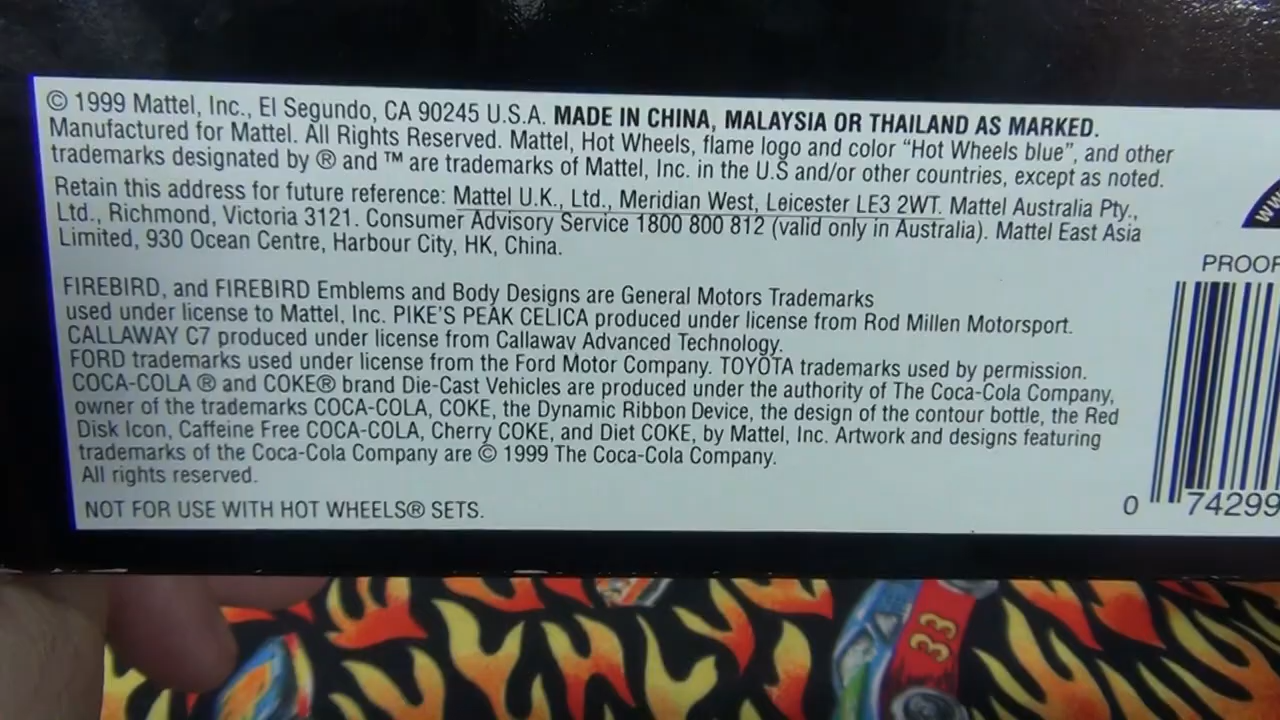 © 1999 Mattel, Inc., El Segundo, CA 90245 U.S.A. MADE IN CHINA, MALAYSIA OR THAILAND AS MARKED.
Manufactured for Mattel. All Rights Reserved. Mattel, Hot Wheels, flame logo and color “Hot Wheels blue”, and other
trademarks designated by ® and ™ are trademarks of Mattel, Inc. in the U.S and/or other countries, except as noted.
Retain this address for future reference: Mattel U.K., Ltd., Meridian West, Leicester LE3 2WT. Mattel Australia Pty.,
Ltd., Richmond, Victoria 3121. Consumer Advisory Service 1800 800 812 (valid only in Australia). Mattel East Asia
Limited, 930 Ocean Centre, Harbour City, HK, China.
FIREBIRD, and FIREBIRD Emblems and Body Designs are General Motors Trademarks
used under license to Mattel, Inc. PIKE'S PEAK CELICA produced under license from Rod Millen Motorsport.
CALLAWAY C7 produced under license from Callaway Advanced Technology.
FORD trademarks used under license from the Ford Motor Company. TOYOTA trademarks used by permission.
COCA-COLA ® and COKE® brand Die-Cast Vehicles are produced under the authority of The Coca-Cola Company,
owner of the trademarks COCA-COLA, COKE, the Dynamic Ribbon Device, the design of the contour bottle, the Red
Disk Icon, Caffeine Free COCA-COLA, Cherry COKE, and Diet COKE, by Mattel, Inc. Artwork and designs featuring
trademarks of the Coca-Cola Company are © 1999 The Coca-Cola Company.
All rights reserved.
NOT FOR USE WITH HOT WHEELS® SETS.
PROOF
0 74299
33